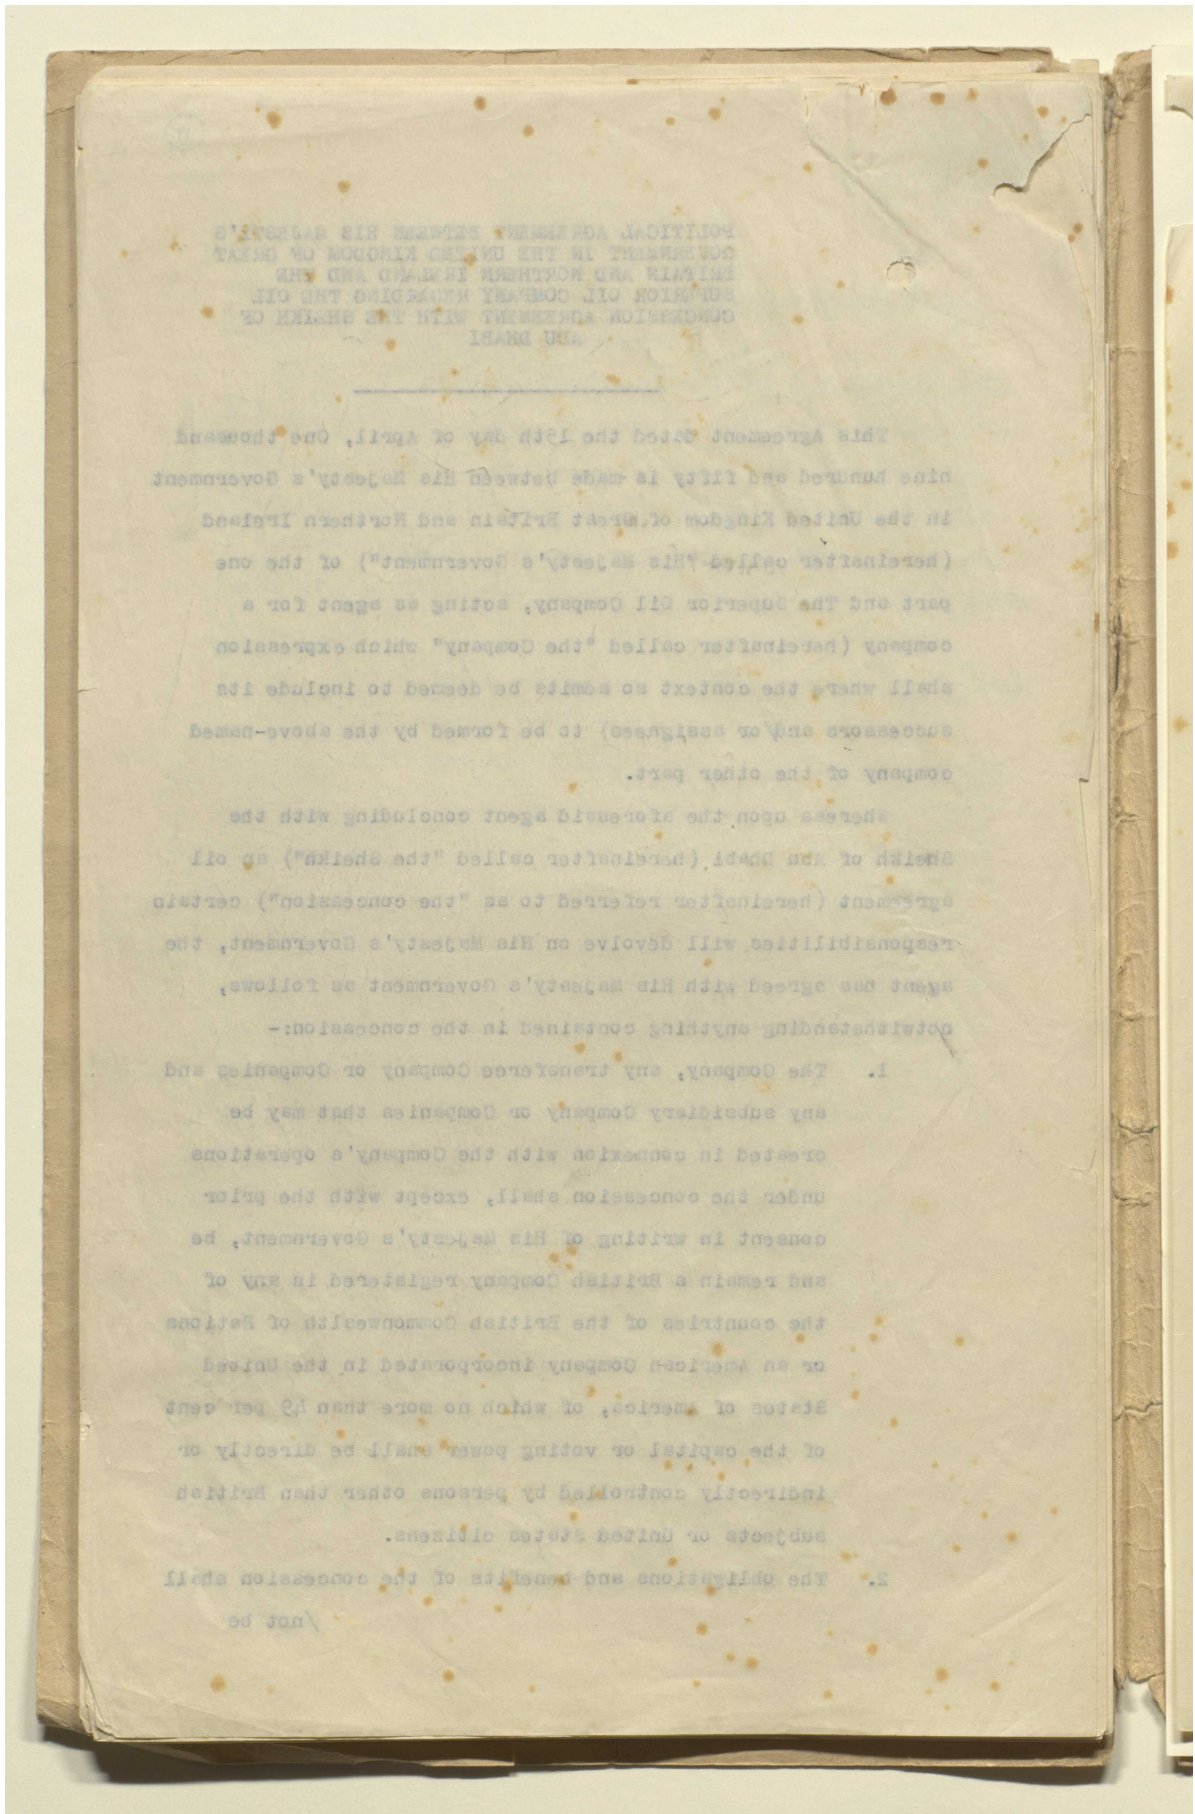 POLITICAL AGREEMENT BETWEEN HIS MAJESTY'S
GOVERNMENT IN THE UNITED KINGDOM OF GREAT
BRITAIN AND NORTHERN IRELAND AND THE
SUPERIOR OIL COMPANY REGARDING THE OIL
CONCESSION AGREEMENT WITH THE SHEIKH OF
ABU DHABI
This Agreement dated the 15th day of April, One thousand
nine hundred and fifty is made between His Majesty's Government
in the United Kingdom of Great Britain and Northern Ireland
(hereinafter called "His Majesty's Government") of the one
part and The Superior Oil Company, acting as agent for a
company (hereinafter called "the Company" which expression
shall where the context so admits be deemed to include its
successors and/or assignees) to be formed by the above-named
company of the other part.
Whereas upon the aforesaid agent concluding with the
Sheikh of Abu Dhabi (hereinafter called "the Sheikh") an oil
agreement (hereinafter referred to as "the concession") certain
responsibilities will devolve on His Majesty's Government, the
agent has agreed with His Majesty's Government as follows,
notwithstanding anything contained in the concession:-
1. The Company, any transferee Company or Companies and
any subsidiary Company or Companies that may be
created in connexion with the Company's operations
under the concession shall, except with the prior
consent in writing of His Majesty's Government, be
and remain a British Company registered in any of
the countries of the British Commonwealth of Nations
or an American Company incorporated in the United
States of America, of which no more than 49 per cent
of the capital or voting power shall be directly or
indirectly controlled by persons other than British
subjects or United States citizens.
2. The obligations and benefits of the concession shall
/not be